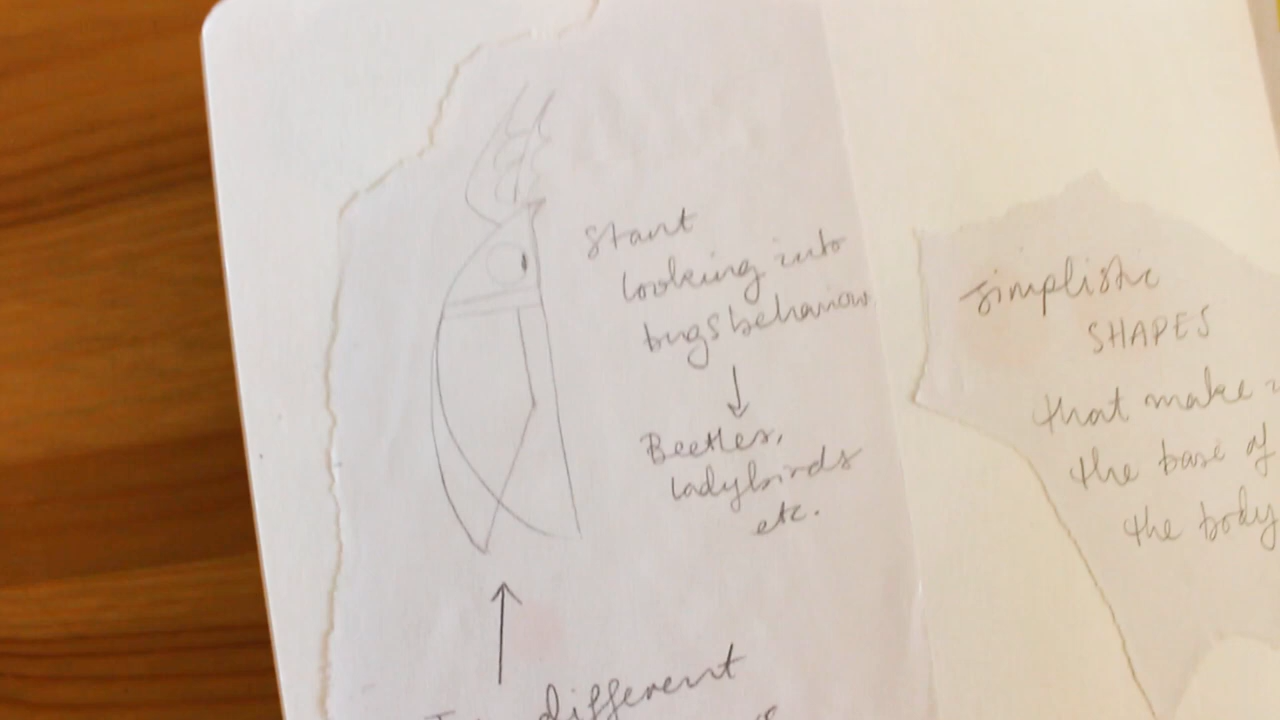 Start
looking into
bugs behaviour
Beetles,
ladybirds
etc.
different
simplistic
SHAPES
that make
the base of
the body